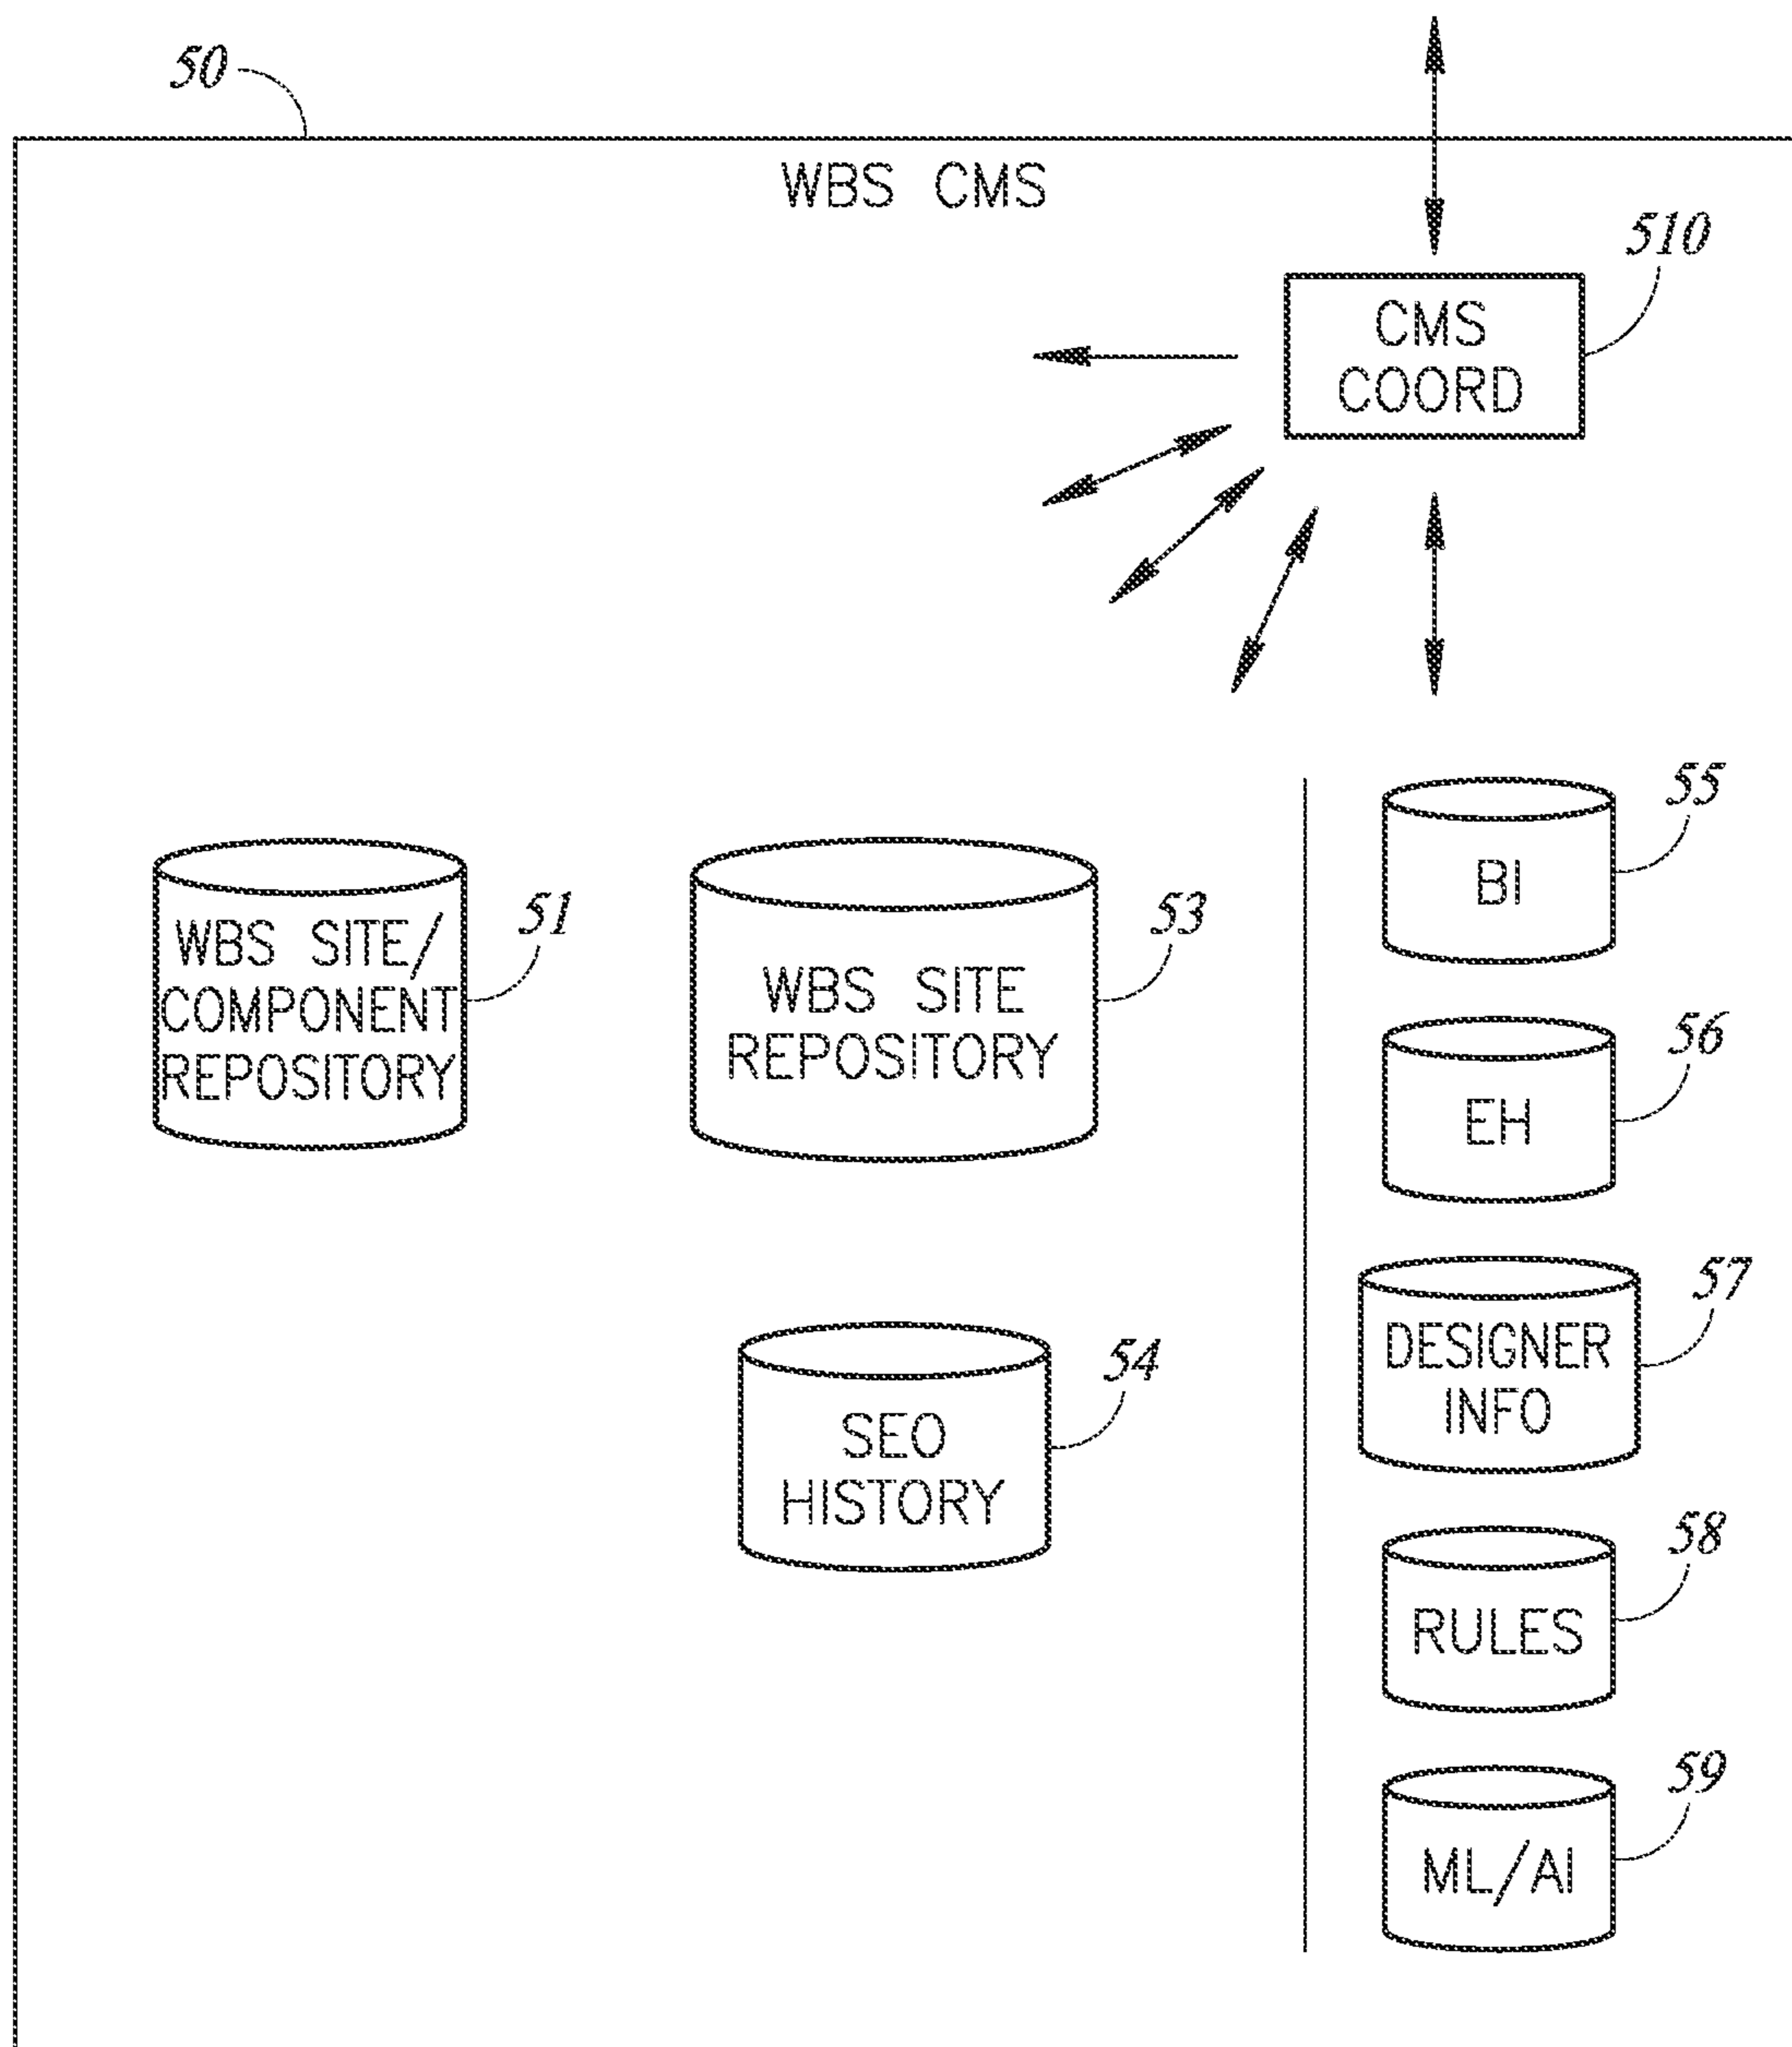 50
WBS CMS
510
CMS
COORD
55
BI
51
WBS SITE/
COMPONENT
REPOSITORY
53
WBS SITE
REPOSITORY
56
EH
57
DESIGNER
INFO
54
SEO
HISTORY
58
RULES
59
ML/AI